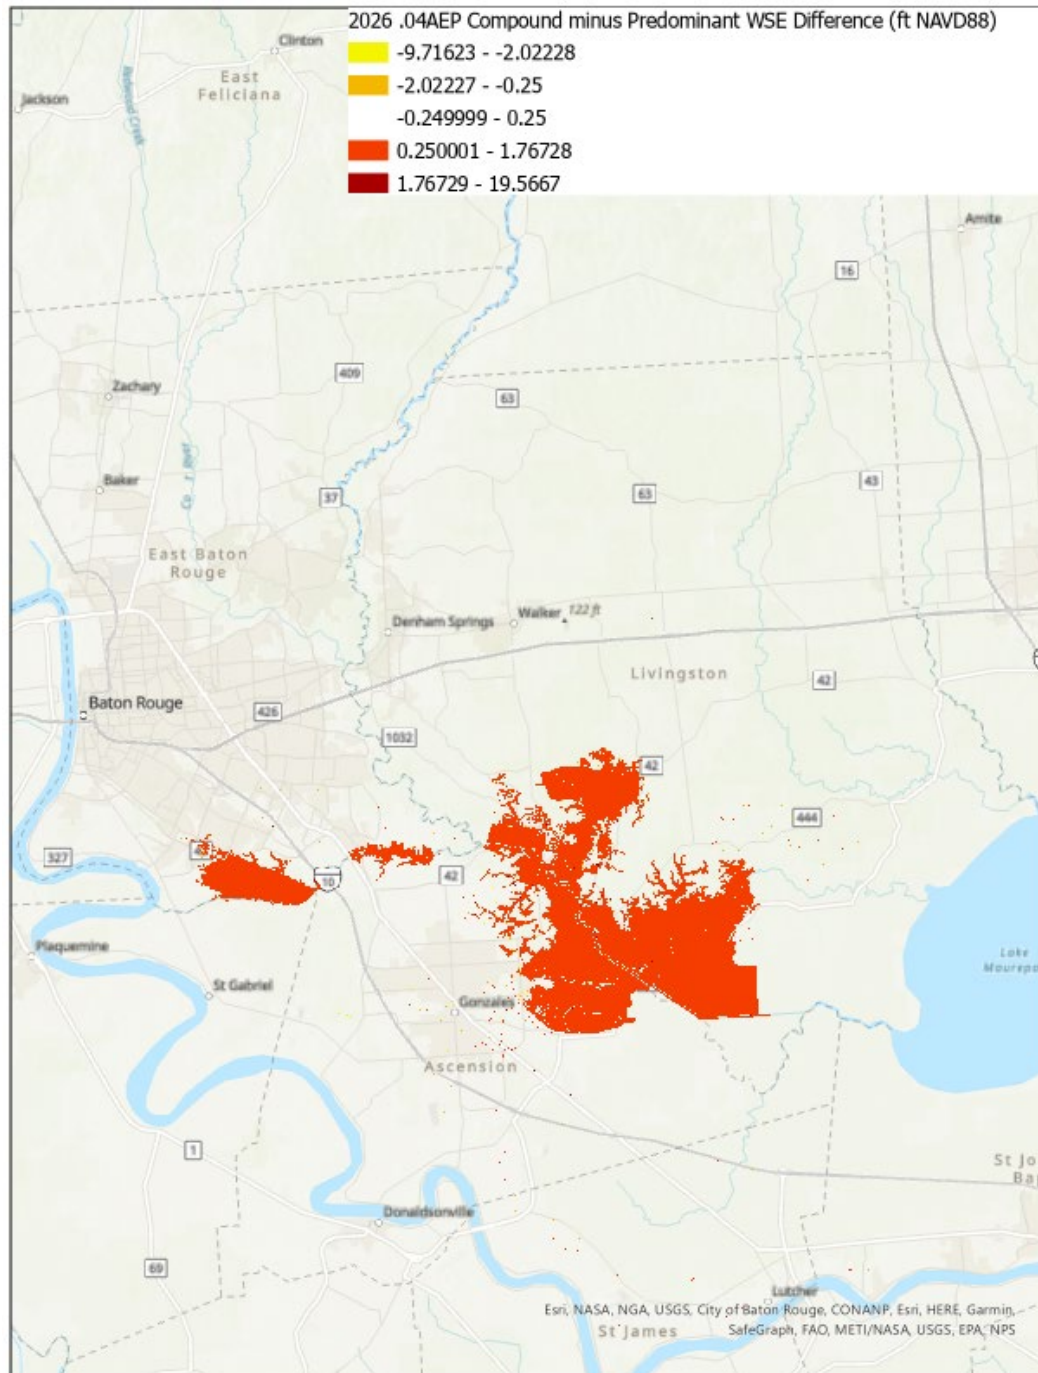 2026 .04AEP Compound minus Predominant WSE Difference (ft NAVD88)
-9.71623 - -2.02228
-2.02227 - -0.25
-0.249999 - 0.25
0.250001 - 1.76728
1.76729 - 19.5667
Clinton
East
Feliciana
Jackson
Redwood Creek
Amite
16
409
Zachary
63
Baker
37
63
43
River
East Baton
Rouge
Denham Springs
Walker
122 ft
Livingston
Baton Rouge
426
42
1032
42
444
327
10
42
Plaquemine
Lake
St Gabriel
Gonzales
Ascension
1
Donaldsonville
69
Lutcher
St James
Esri, NASA, NGA, USGS, City of Baton Rouge, CONANP, Esri, HERE, Garmin,
SafeGraph, FAO, METI/NASA, USGS, EPA, NPS